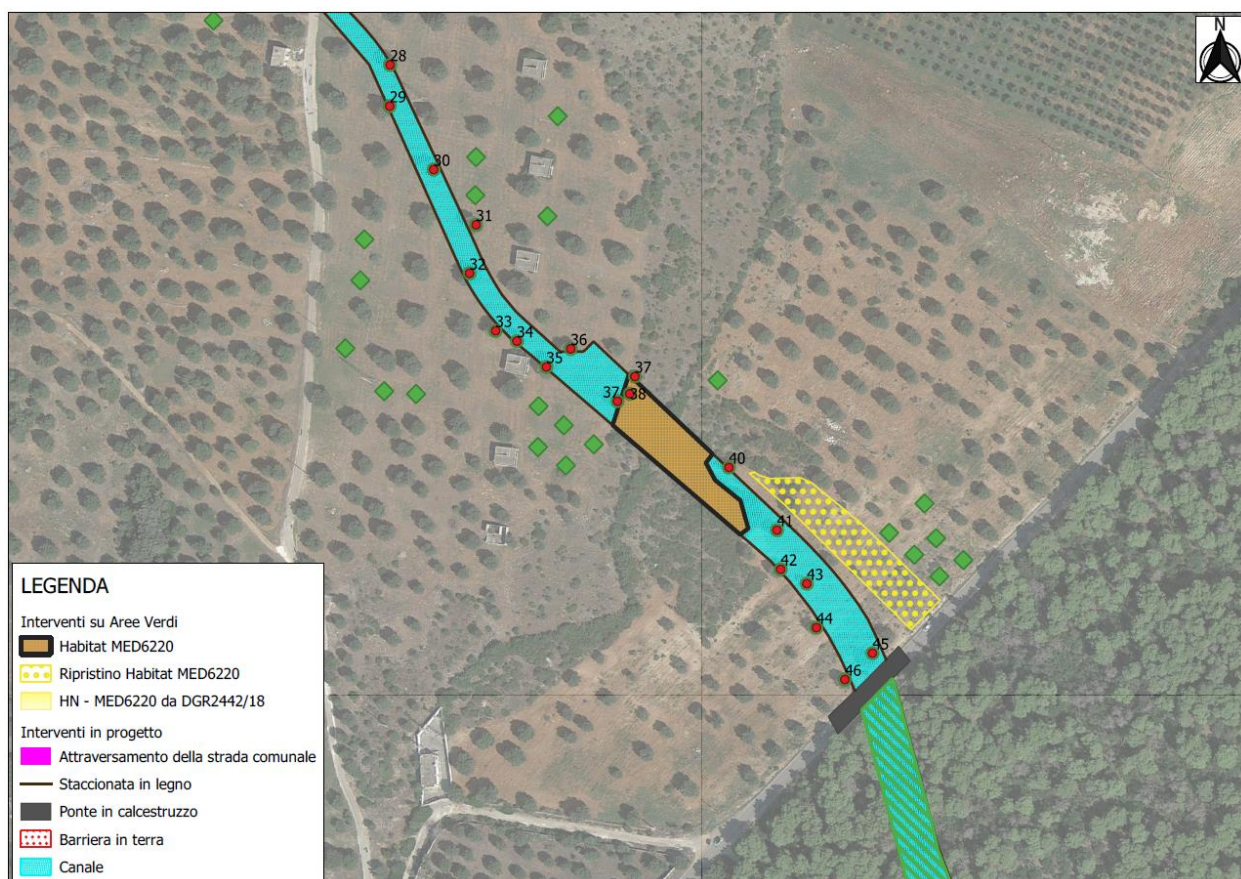 N
28
29
30
31
32
33
34
36
35
37
37
38
40
41
42
43
44
45
46
LEGENDA
Interventi su Aree Verdi
Habitat MED6220
Ripristino Habitat MED6220
HN - MED6220 da DGR2442/18
Interventi in progetto
Attraversamento della strada comunale
Staccionata in legno
Ponte in calcestruzzo
Barriera in terra
Canale